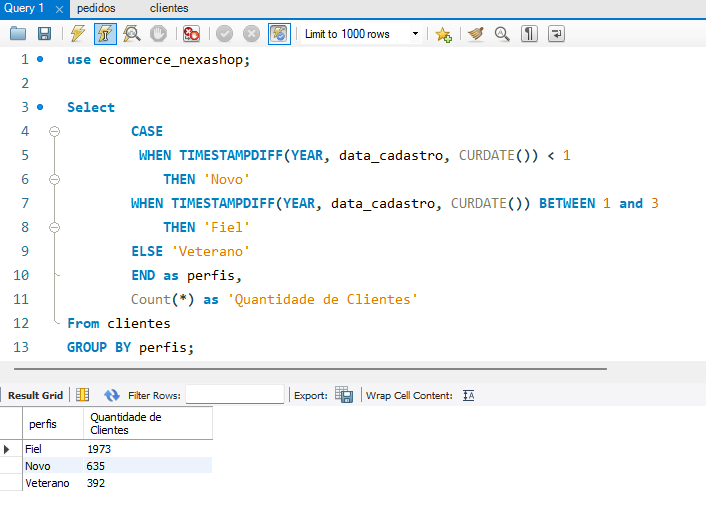 Query 1 pedidos clientes
Limit to 1000 rows
1 use ecommerce_nexashop;
2
3 Select
4 CASE
5 WHEN TIMESTAMPDIFF(YEAR, data_cadastro, CURDATE()) < 1
6 THEN 'Novo'
7 WHEN TIMESTAMPDIFF(YEAR, data_cadastro, CURDATE()) BETWEEN 1 and 3
8 THEN 'Fiel'
9 ELSE 'Veterano'
10 END as perfis,
11 Count(*) as 'Quantidade de Clientes'
12 From clientes
13 GROUP BY perfis;
Result Grid Filter Rows: Export: Wrap Cell Content: IA
perfis Quantidade de
Clientes
Fiel 1973
Novo 635
Veterano 392